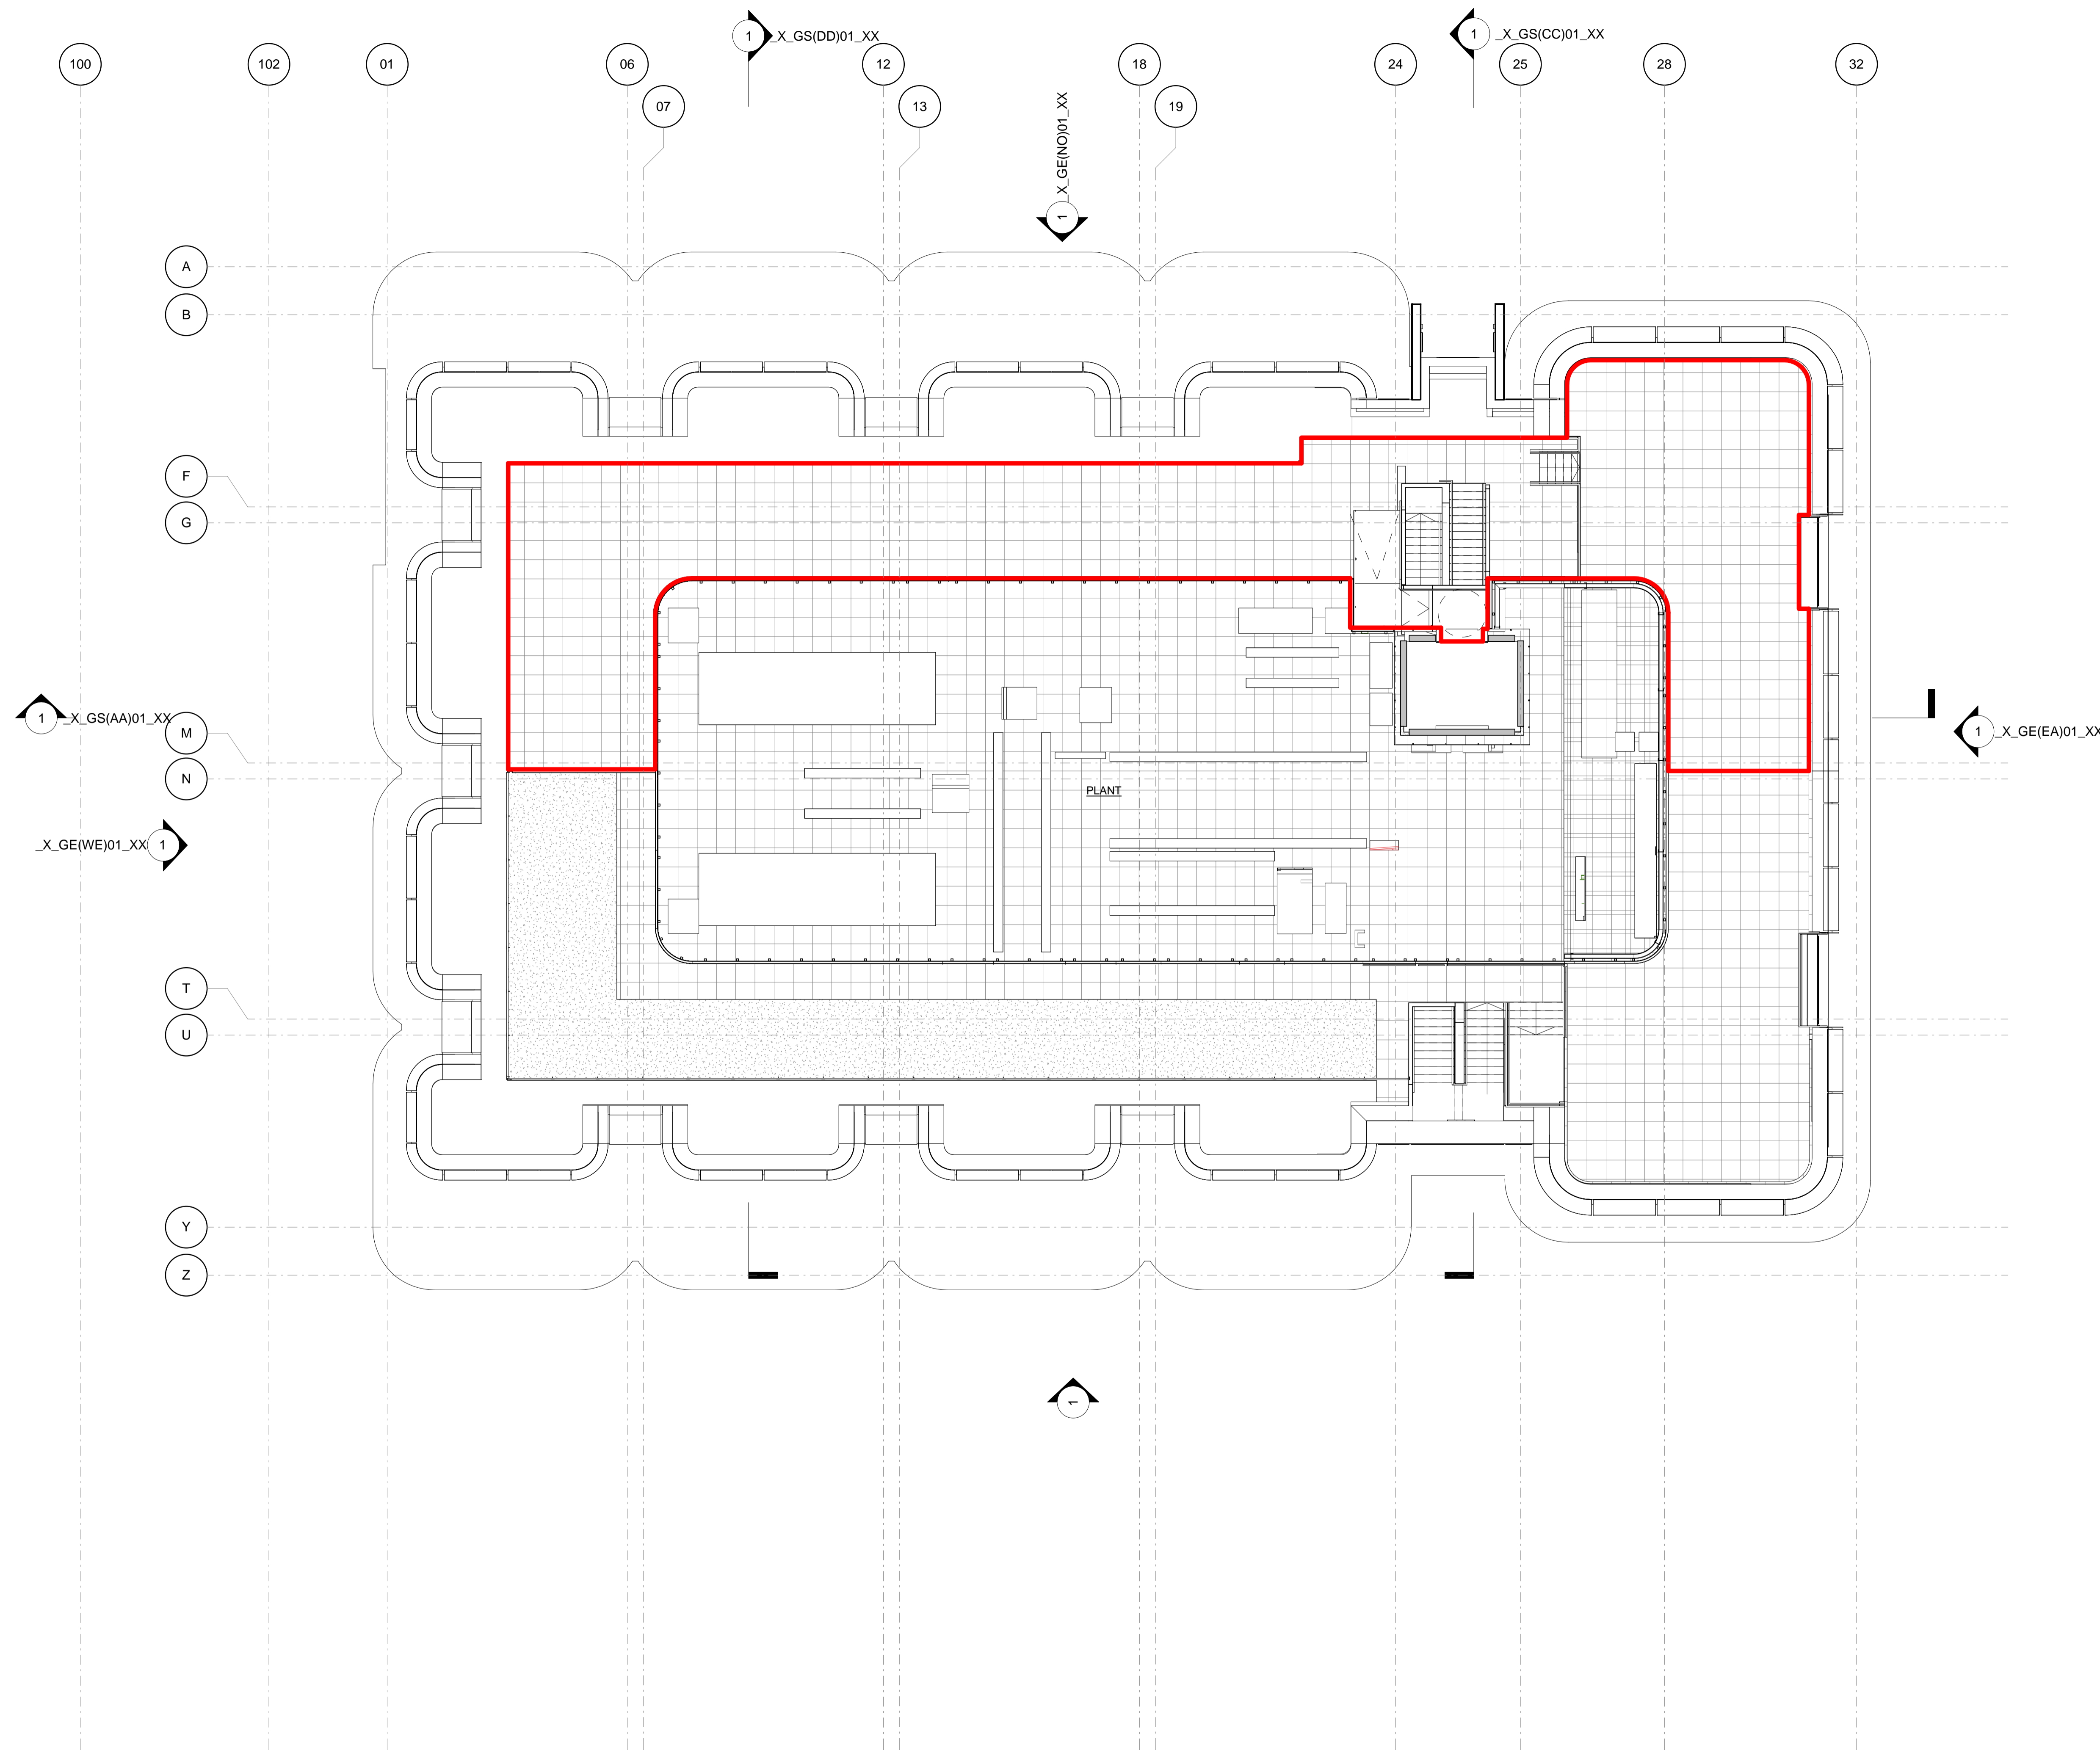 1 _X_GS(DD)01_XX
1 _X_GS(CC)01_XX
100
102
01
06
12
18
24
25
28
32
07
13
19
_X_GE(NO)01_XX
1
A
B
F
G
1 _X_GS(AA)01_XX
M
1 _X_GE(EA)01_XX
N
PLANT
_X_GE(WE)01_XX 1
T
U
Y
Z
1